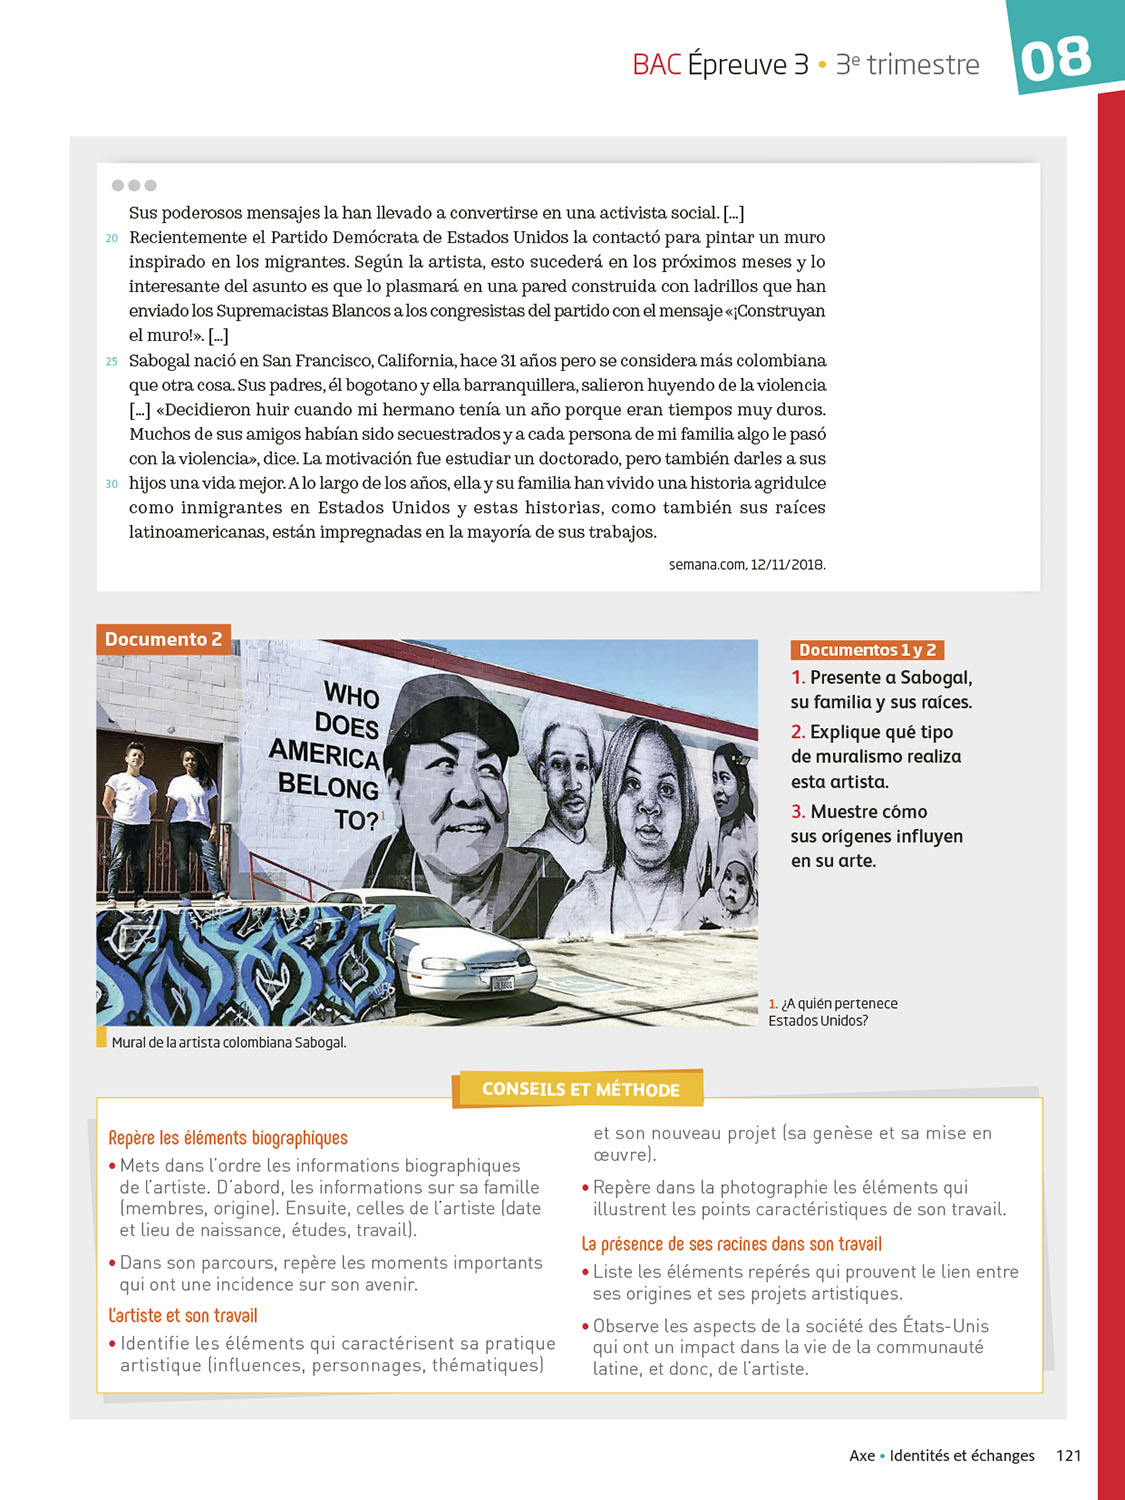 BAC Épreuve 3 • 3e trimestre
08
Sus poderosos mensajes la han llevado a convertirse en una activista social. [...]
20 Recientemente el Partido Demócrata de Estados Unidos la contactó para pintar un muro
inspirado en los migrantes. Según la artista, esto sucederá en los próximos meses y lo
interesante del asunto es que lo plasmará en una pared construida con ladrillos que han
enviado los Supremacistas Blancos a los congresistas del partido con el mensaje «¡Construyan
el muro!». [...]
25 Sabogal nació en San Francisco, California, hace 31 años pero se considera más colombiana
que otra cosa. Sus padres, él bogotano y ella barranquillera, salieron huyendo de la violencia
[...] «Decidieron huir cuando mi hermano tenía un año porque eran tiempos muy duros.
Muchos de sus amigos habían sido secuestrados y a cada persona de mi familia algo le pasó
con la violencia», dice. La motivación fue estudiar un doctorado, pero también darles a sus
30 hijos una vida mejor. A lo largo de los años, ella y su familia han vivido una historia agridulce
como inmigrantes en Estados Unidos y estas historias, como también sus raíces
latinoamericanas, están impregnadas en la mayoría de sus trabajos.
semana.com, 12/11/2018.
Documento 2
WHO
DOES
AMERICA
BELONG
TO?1
Mural de la artista colombiana Sabogal.
Documentos 1 y 2
1. Presente a Sabogal,
su familia y sus raíces.
2. Explique qué tipo
de muralismo realiza
esta artista.
3. Muestre cómo
sus orígenes influyen
en su arte.
1. ¿A quién pertenece
Estados Unidos?
CONSEILS ET MÉTHODE
Repère les éléments biographiques
• Mets dans l'ordre les informations biographiques
de l'artiste. D'abord, les informations sur sa famille
(membres, origine). Ensuite, celles de l'artiste (date
et lieu de naissance, études, travail).
• Dans son parcours, repère les moments importants
qui ont une incidence sur son avenir.
L'artiste et son travail
• Identifie les éléments qui caractérisent sa pratique
artistique (influences, personnages, thématiques)
et son nouveau projet (sa genèse et sa mise en
œuvre).
• Repère dans la photographie les éléments qui
illustrent les points caractéristiques de son travail.
La présence de ses racines dans son travail
• Liste les éléments repérés qui prouvent le lien entre
ses origines et ses projets artistiques.
• Observe les aspects de la société des États-Unis
qui ont un impact dans la vie de la communauté
latine, et donc, de l'artiste.
Axe • Identités et échanges 121